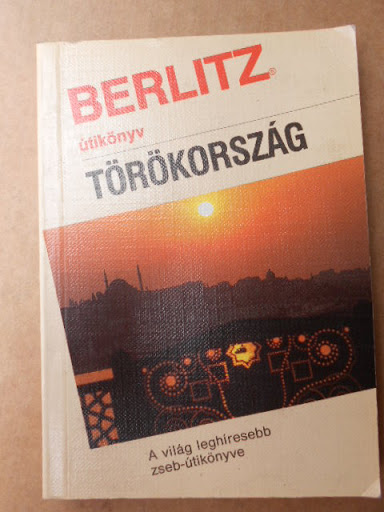 BERLITZ®
útikönyv
TÖRÖKORSZÁG
A világ leghíresebb
zseb-útikönyve